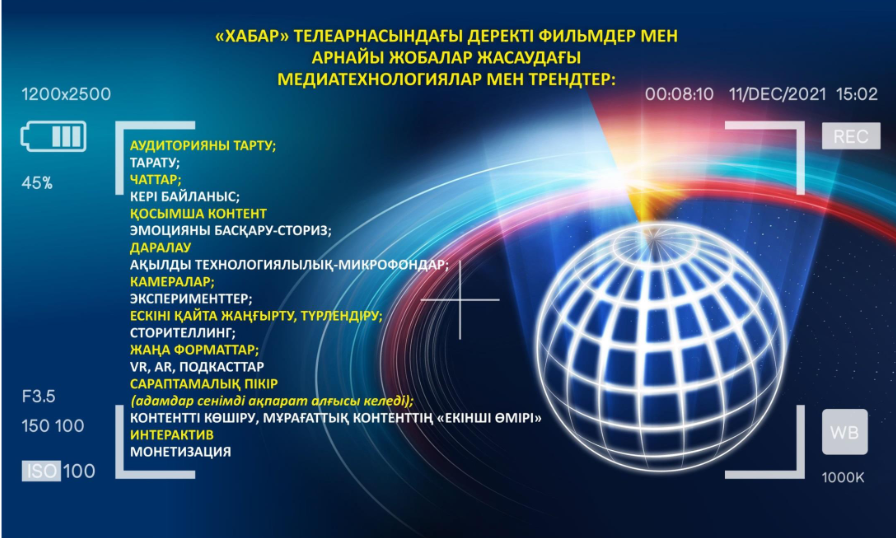 «ХАБАР» ТЕЛЕАРНАСЫНДАҒЫ ДЕРЕКТІ ФИЛЬМДЕР МЕН
АРНАЙЫ ЖОБАЛАР ЖАСАУДАҒЫ
МЕДИАТЕХНОЛОГИЯЛАР МЕН ТРЕНДТЕР:
1200x2500
00:08:10 11/DEC/2021 15:02
REC
45%
АУДИТОРИЯНЫ ТАРТУ;
ТАРАТУ;
ЧАТТАР;
КЕРІ БАЙЛАНЫС;
ҚОСЫМША КОНТЕНТ
ЭМОЦИЯНЫ БАСҚАРУ-СТОРИЗ;
ДАРАЛАУ
АҚЫЛДЫ ТЕХНОЛОГИЯЛЫЛЫҚ-МИКРОФОНДАР;
КАМЕРАЛАР;
ЭКСПЕРИМЕНТТЕР;
ЕСКІНІ ҚАЙТА ЖАҢҒЫРТУ, ТҮРЛЕНДІРУ;
СТОРИТЕЛЛИНГ;
ЖАҢА ФОРМАТТАР;
VR, AR, ПОДКАСТТАР
САРАПТАМАЛЫҚ ПІКІР
(адамдар сенімді ақпарат алғысы келеді);
КОНТЕНТТІ КӨШІРУ, МҰРАҒАТТЫҚ КОНТЕНТТІҢ «ЕКІНШІ ӨМІРІ»
ИНТЕРАКТИВ
МОНЕТИЗАЦИЯ
F3.5
150 100
ISO 100
WB
1000K